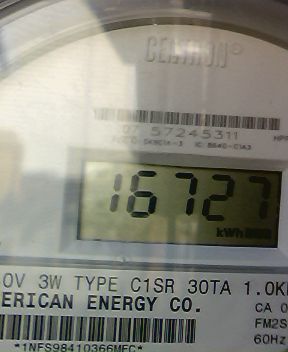 CENTRON®
07 57245311
16727
kWh
0V 3W TYPE C1SR 30TA 1.0K
ERICAN ENERGY CO.
CA 0
FM2S
60Hz
*1NFS98410366MFC*